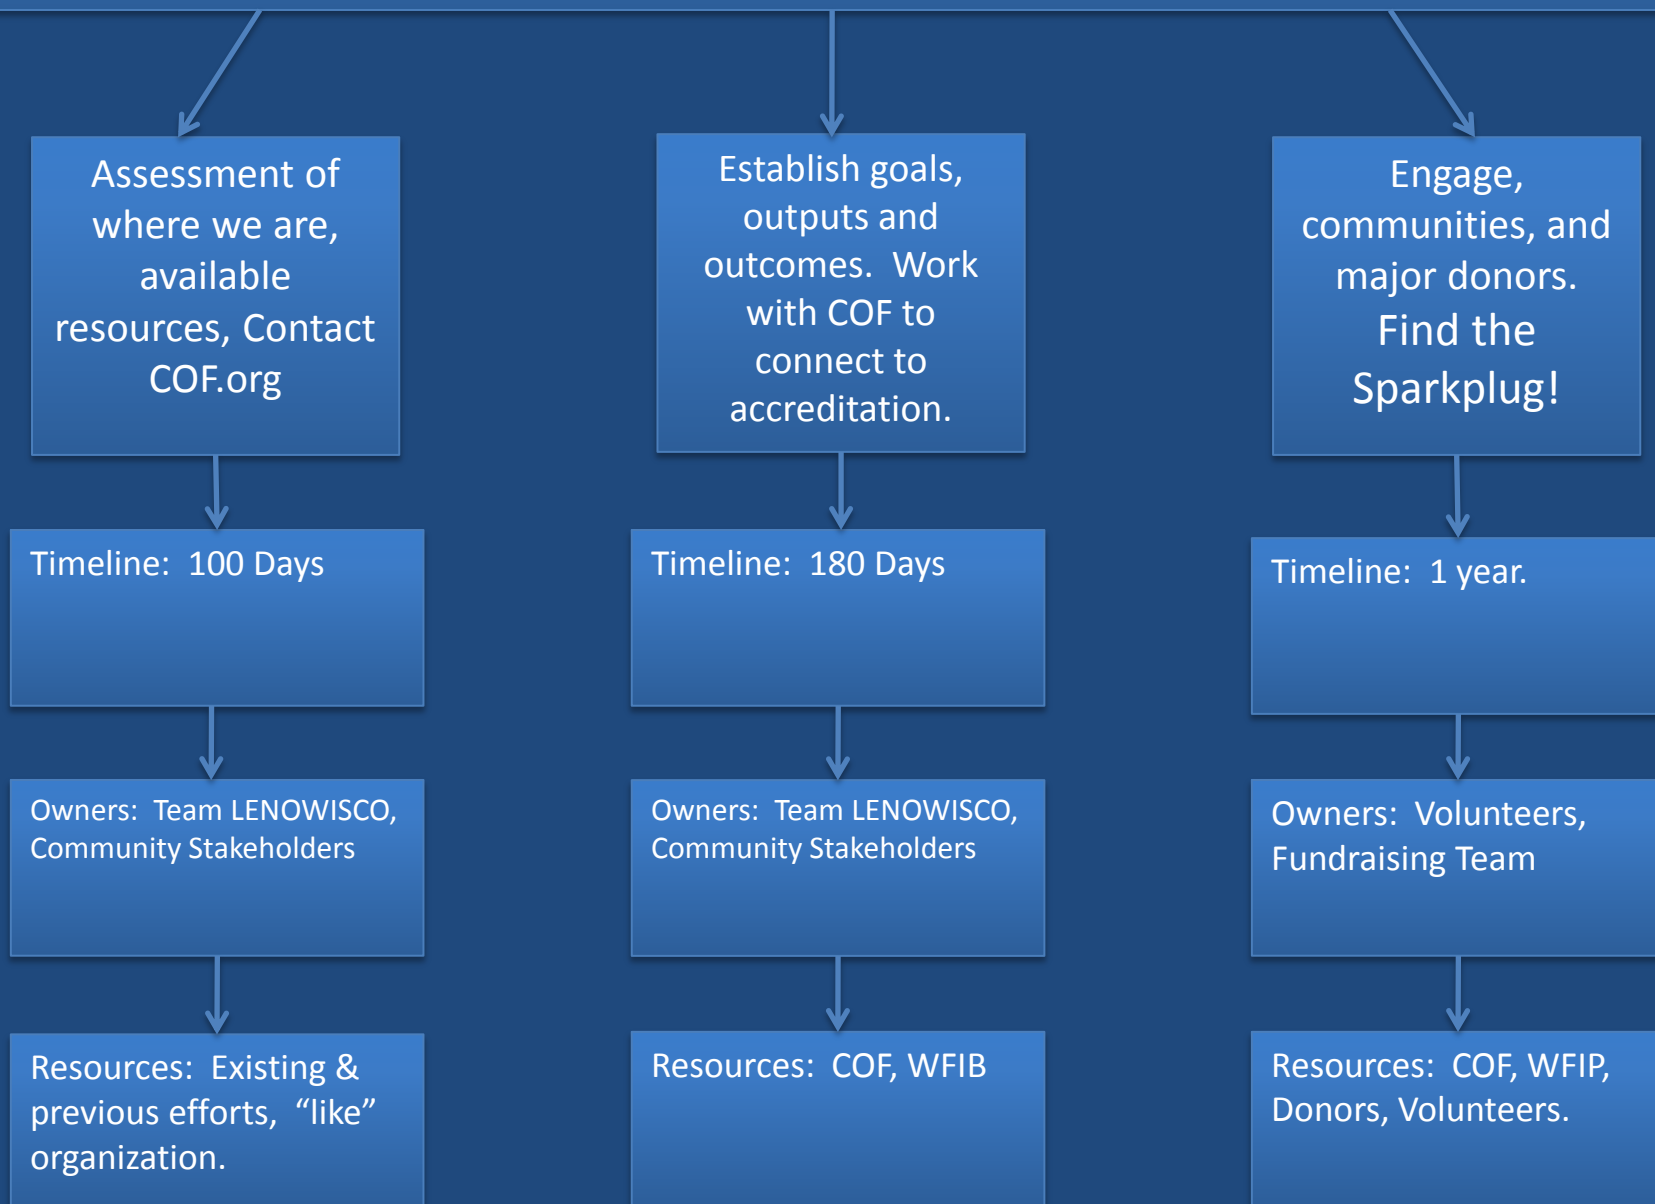 Assessment of
where we are,
available
resources, Contact
COF.org
Timeline:  100 Days
Owners:  Team LENOWISCO,
Community Stakeholders
Resources:  Existing &
previous efforts,  “like”
organization.
Establish goals,
outputs and
outcomes.  Work
with COF to
connect to
accreditation.
Timeline:  180 Days
Owners:  Team LENOWISCO,
Community Stakeholders
Resources:  COF, WFIB
Engage,
communities, and
major donors.
Find the
Sparkplug!
Timeline:  1 year.
Owners:  Volunteers,
Fundraising Team
Resources:  COF, WFIP,
Donors, Volunteers.